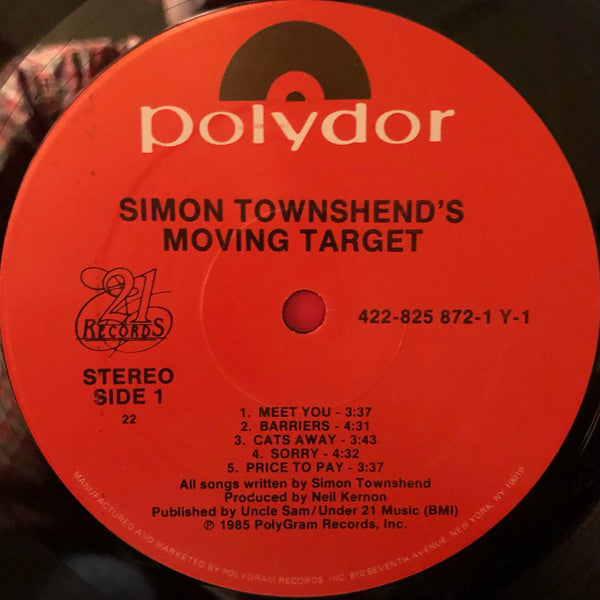 polydor
SIMON TOWNSHEND'S
MOVING TARGET
21
RECORDS
422-825 872-1 Y-1
STEREO
SIDE 1
22
1. MEET YOU - 3:37
2. BARRIERS - 4:31
3. CATS AWAY - 3:43
4. SORRY - 4:32
5. PRICE TO PAY - 3:37
All songs written by Simon Townshend
Produced by Neil Kernon
Published by Uncle Sam/Under 21 Music (BMI)
℗ 1985 PolyGram Records, Inc.
MANUFACTURED AND MARKETED BY POLYGRAM RECORDS, INC. 810 SEVENTH AVENUE, NEW YORK, NY 10019